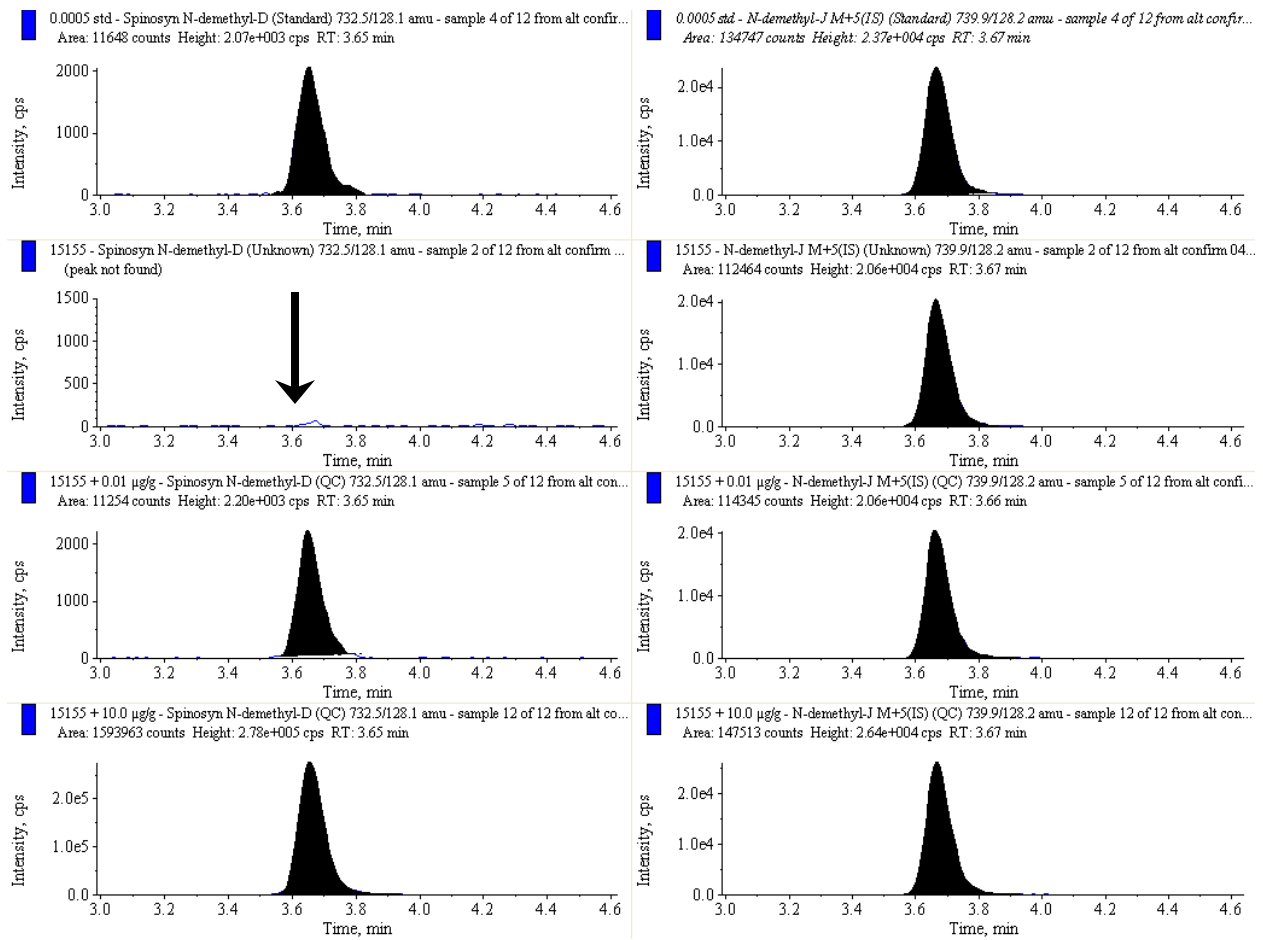 0.0005 std - Spinosyn N-demethyl-D (Standard) 732.5/128.1 amu - sample 4 of 12 from alt confir...
Area: 11648 counts Height: 2.07e+003 cps RT: 3.65 min
Intensity, cps
2000
1000
0
3.0 3.2 3.4 3.6 3.8 4.0 4.2 4.4 4.6
Time, min
0.0005 std - N-demethyl-J M+5(IS) (Standard) 739.9/128.2 amu - sample 4 of 12 from alt confir...
Area: 134747 counts Height: 2.37e+004 cps RT: 3.67 min
Intensity, cps
2.0e4
1.0e4
0.0
3.0 3.2 3.4 3.6 3.8 4.0 4.2 4.4 4.6
Time, min
15155 - Spinosyn N-demethyl-D (Unknown) 732.5/128.1 amu - sample 2 of 12 from alt confirm ...
(peak not found)
Intensity, cps
1500
1000
500
0
3.0 3.2 3.4 3.6 3.8 4.0 4.2 4.4 4.6
Time, min
15155 - N-demethyl-J M+5(IS) (Unknown) 739.9/128.2 amu - sample 2 of 12 from alt confirm 04...
Area: 112464 counts Height: 2.06e+004 cps RT: 3.67 min
Intensity, cps
2.0e4
1.0e4
0.0
3.0 3.2 3.4 3.6 3.8 4.0 4.2 4.4 4.6
Time, min
15155 + 0.01 µg/g - Spinosyn N-demethyl-D (QC) 732.5/128.1 amu - sample 5 of 12 from alt con...
Area: 11254 counts Height: 2.20e+003 cps RT: 3.65 min
Intensity, cps
2000
1000
0
3.0 3.2 3.4 3.6 3.8 4.0 4.2 4.4 4.6
Time, min
15155 + 0.01 µg/g - N-demethyl-J M+5(IS) (QC) 739.9/128.2 amu - sample 5 of 12 from alt confi...
Area: 114345 counts Height: 2.06e+004 cps RT: 3.66 min
Intensity, cps
2.0e4
1.0e4
0.0
3.0 3.2 3.4 3.6 3.8 4.0 4.2 4.4 4.6
Time, min
15155 + 10.0 µg/g - Spinosyn N-demethyl-D (QC) 732.5/128.1 amu - sample 12 of 12 from alt co...
Area: 1593963 counts Height: 2.78e+005 cps RT: 3.65 min
Intensity, cps
2.0e5
1.0e5
0.0
3.0 3.2 3.4 3.6 3.8 4.0 4.2 4.4 4.6
Time, min
15155 + 10.0 µg/g - N-demethyl-J M+5(IS) (QC) 739.9/128.2 amu - sample 12 of 12 from alt con...
Area: 147513 counts Height: 2.64e+004 cps RT: 3.67 min
Intensity, cps
2.0e4
1.0e4
0.0
3.0 3.2 3.4 3.6 3.8 4.0 4.2 4.4 4.6
Time, min